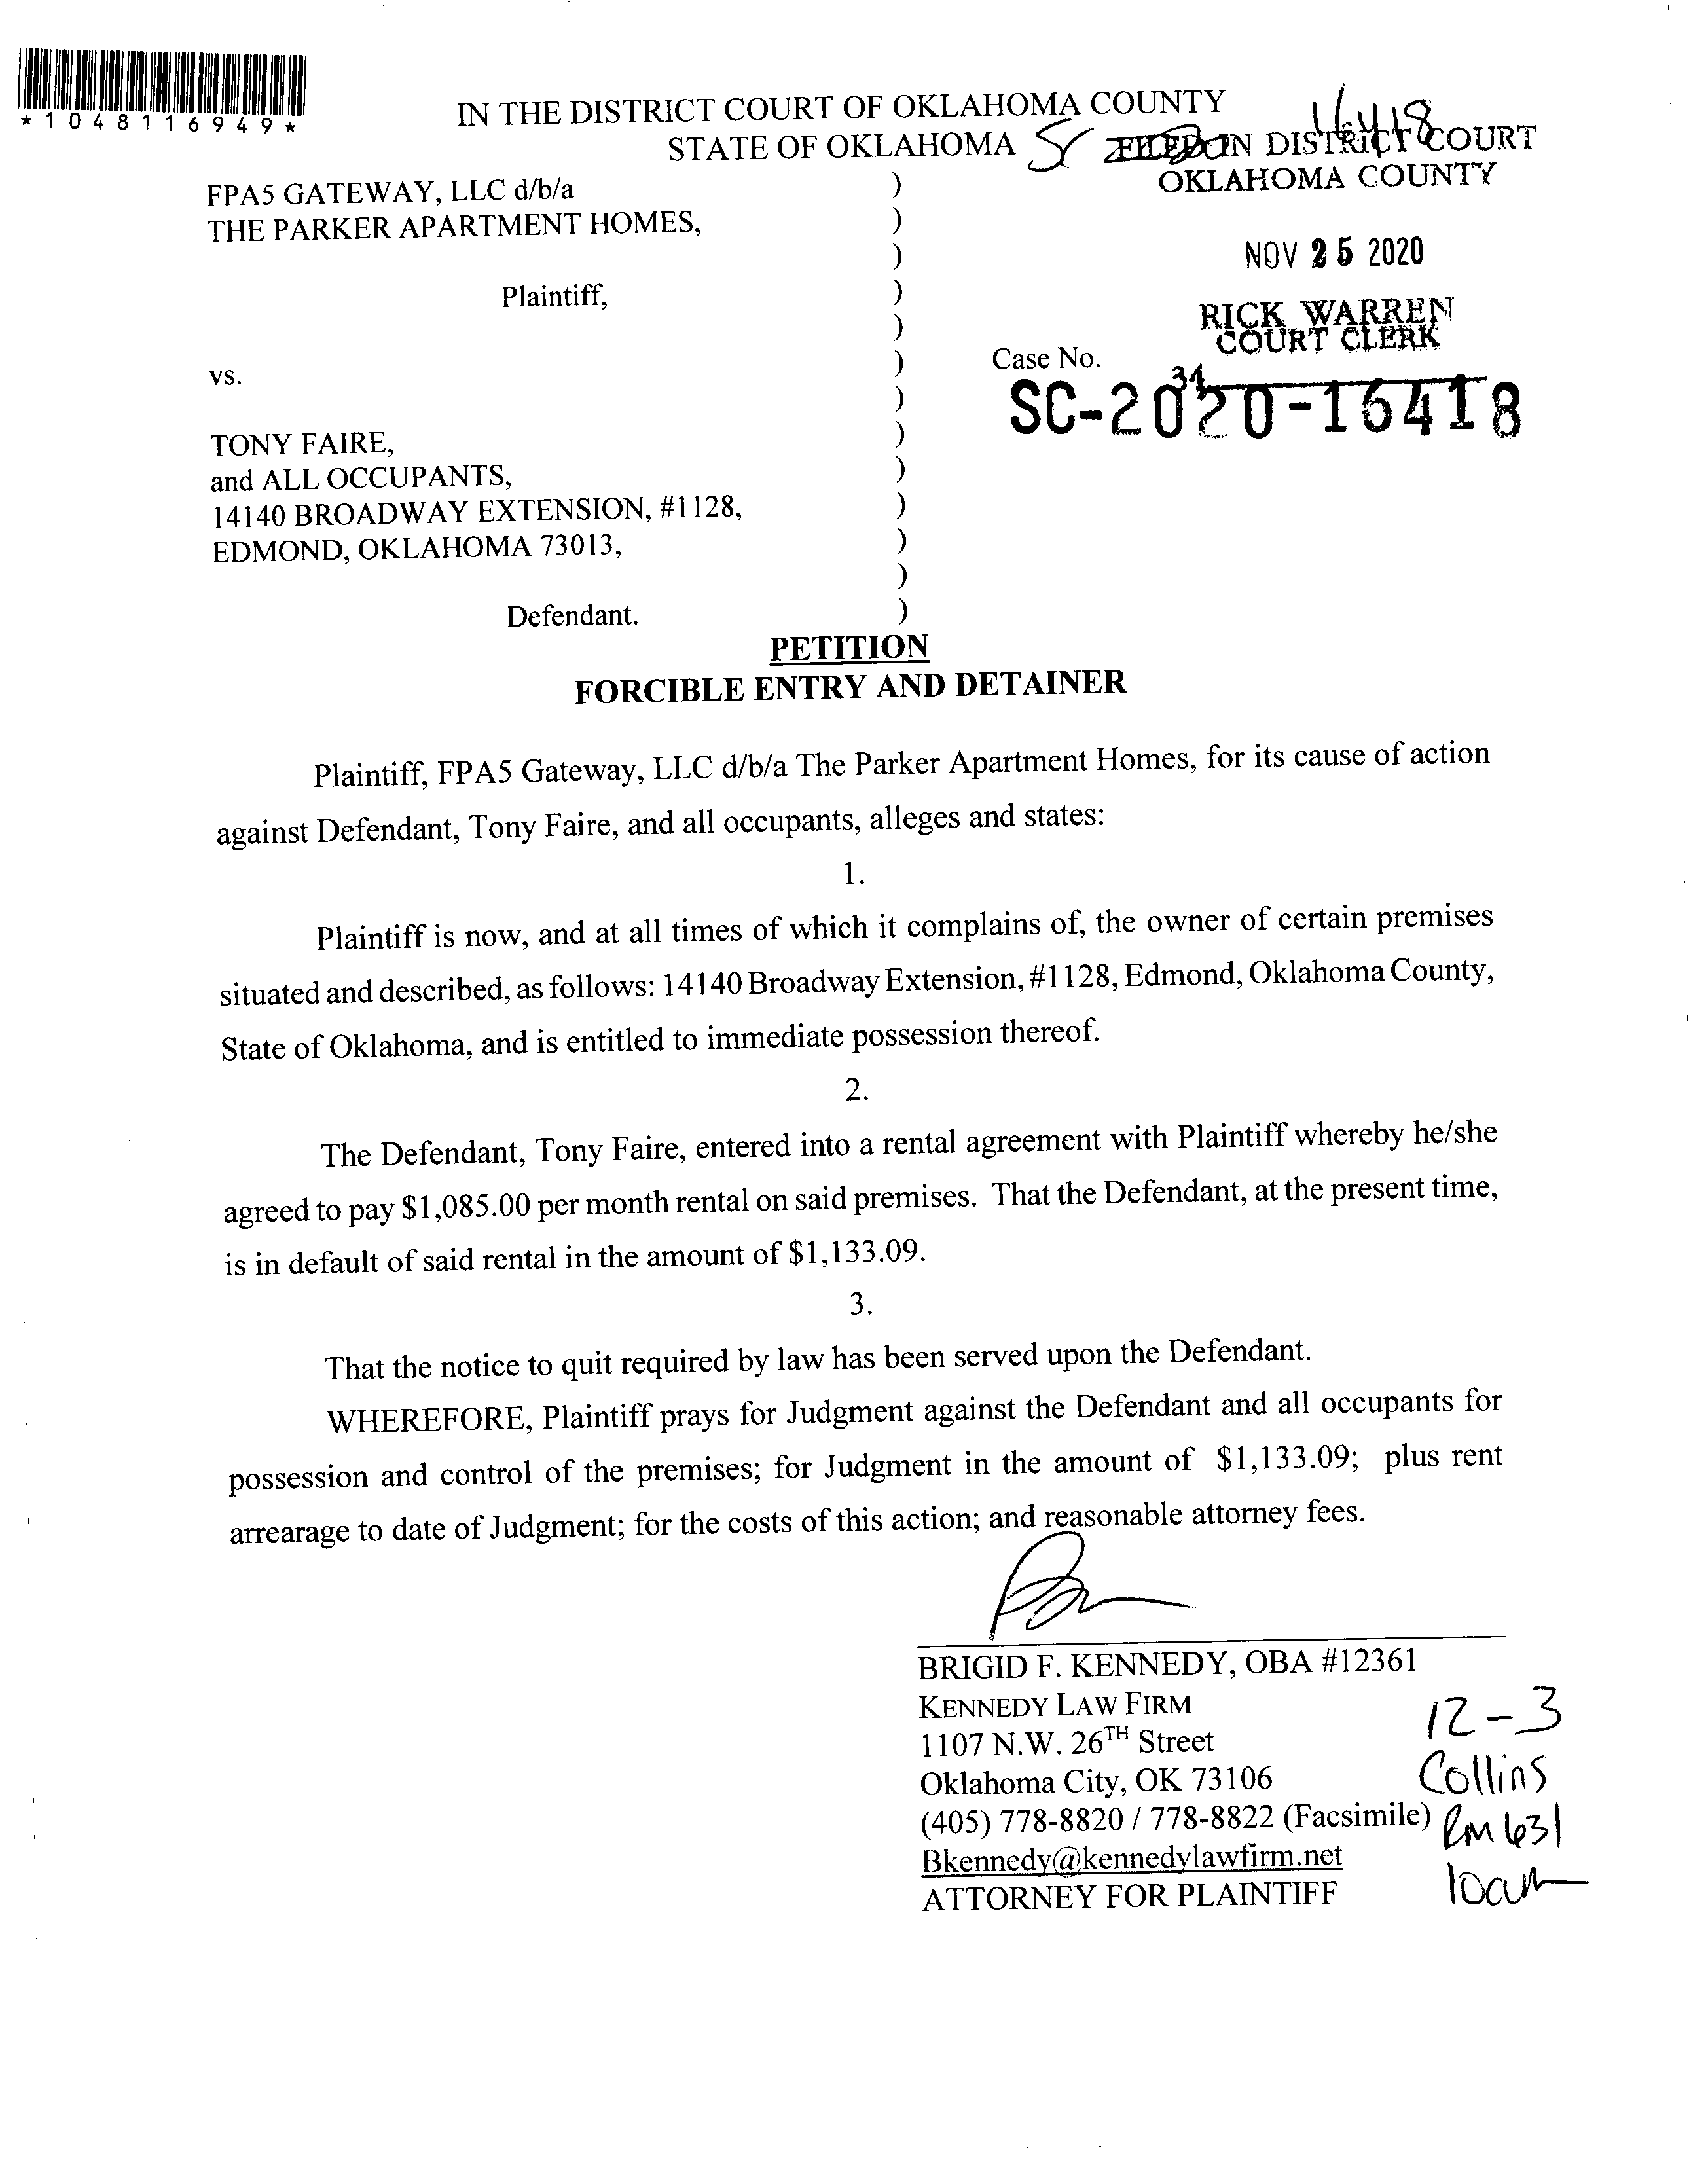 *1048116949*
IN THE DISTRICT COURT OF OKLAHOMA COUNTY
STATE OF OKLAHOMA
16418
FILED IN DISTRICT COURT
OKLAHOMA COUNTY
FPA5 GATEWAY, LLC d/b/a )
THE PARKER APARTMENT HOMES, )
)
NOV 25 2020
Plaintiff, )
RICK WARREN
COURT CLERK
)
Case No.
vs. )
34
SC-2020-16418
)
TONY FAIRE, )
and ALL OCCUPANTS, )
14140 BROADWAY EXTENSION, #1128, )
EDMOND, OKLAHOMA 73013, )
)
Defendant. )
PETITION
FORCIBLE ENTRY AND DETAINER
Plaintiff, FPA5 Gateway, LLC d/b/a The Parker Apartment Homes, for its cause of action
against Defendant, Tony Faire, and all occupants, alleges and states:
1.
Plaintiff is now, and at all times of which it complains of, the owner of certain premises
situated and described, as follows: 14140 Broadway Extension, #1128, Edmond, Oklahoma County,
State of Oklahoma, and is entitled to immediate possession thereof.
2.
The Defendant, Tony Faire, entered into a rental agreement with Plaintiff whereby he/she
agreed to pay $1,085.00 per month rental on said premises. That the Defendant, at the present time,
is in default of said rental in the amount of $1,133.09.
3.
That the notice to quit required by law has been served upon the Defendant.
WHEREFORE, Plaintiff prays for Judgment against the Defendant and all occupants for
possession and control of the premises; for Judgment in the amount of $1,133.09; plus rent
arrearage to date of Judgment; for the costs of this action; and reasonable attorney fees.
BRIGID F. KENNEDY, OBA #12361
KENNEDY LAW FIRM
1107 N.W. 26TH Street
Oklahoma City, OK 73106
(405) 778-8820 / 778-8822 (Facsimile)
Bkennedy@kennedylawfirm.net
ATTORNEY FOR PLAINTIFF
12-3
Collins
Rm 631
10am